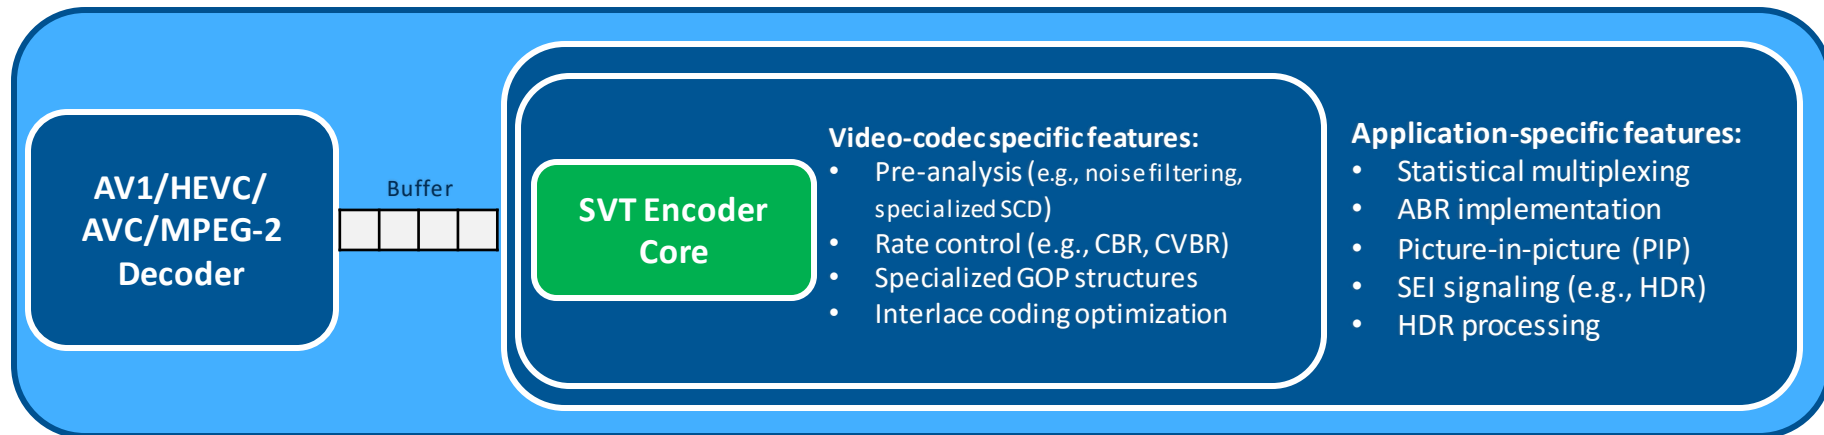 AV1/HEVC/
AVC/MPEG-2
Decoder
Buffer
SVT Encoder
Core
Video-codec specific features:
• Pre-analysis (e.g., noise filtering,
specialized SCD)
• Rate control (e.g., CBR, CVBR)
• Specialized GOP structures
• Interlace coding optimization
Application-specific features:
• Statistical multiplexing
• ABR implementation
• Picture-in-picture (PIP)
• SEI signaling (e.g., HDR)
• HDR processing